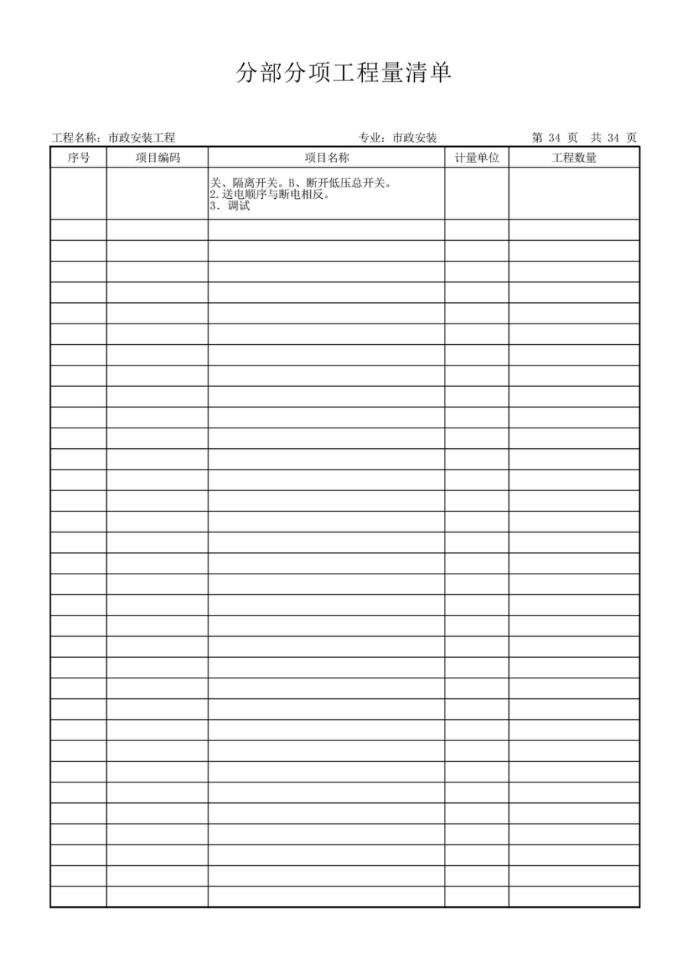 分部分项工程量清单
工程名称：市政安装工程 专业：市政安装 第 34 页 共 34 页
序号 项目编码 项目名称 计量单位 工程数量
关、隔离开关。B、断开低压总开关。
2.送电顺序与断电相反。
3．调试